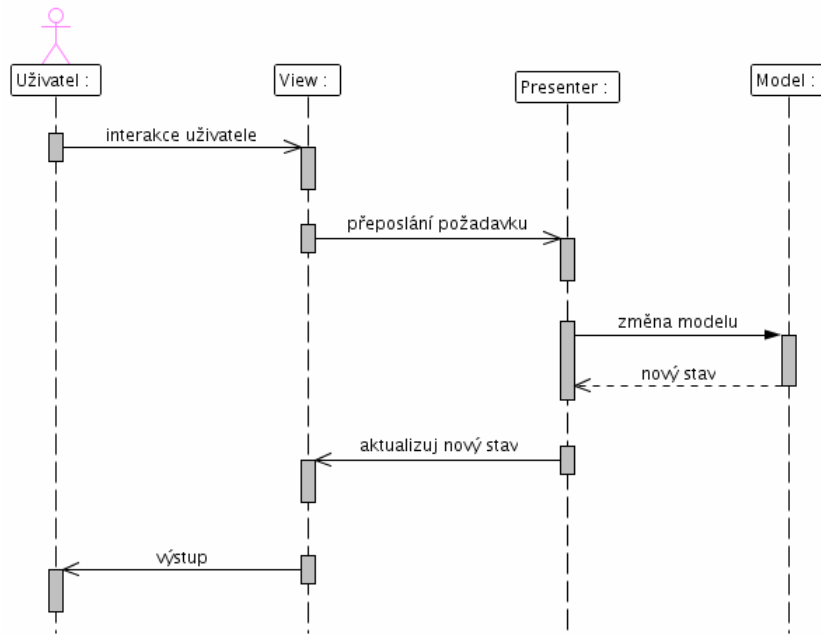 Uživatel :
View :
Presenter :
Model :
interakce uživatele
přeposlání požadavku
změna modelu
nový stav
aktualizuj nový stav
výstup